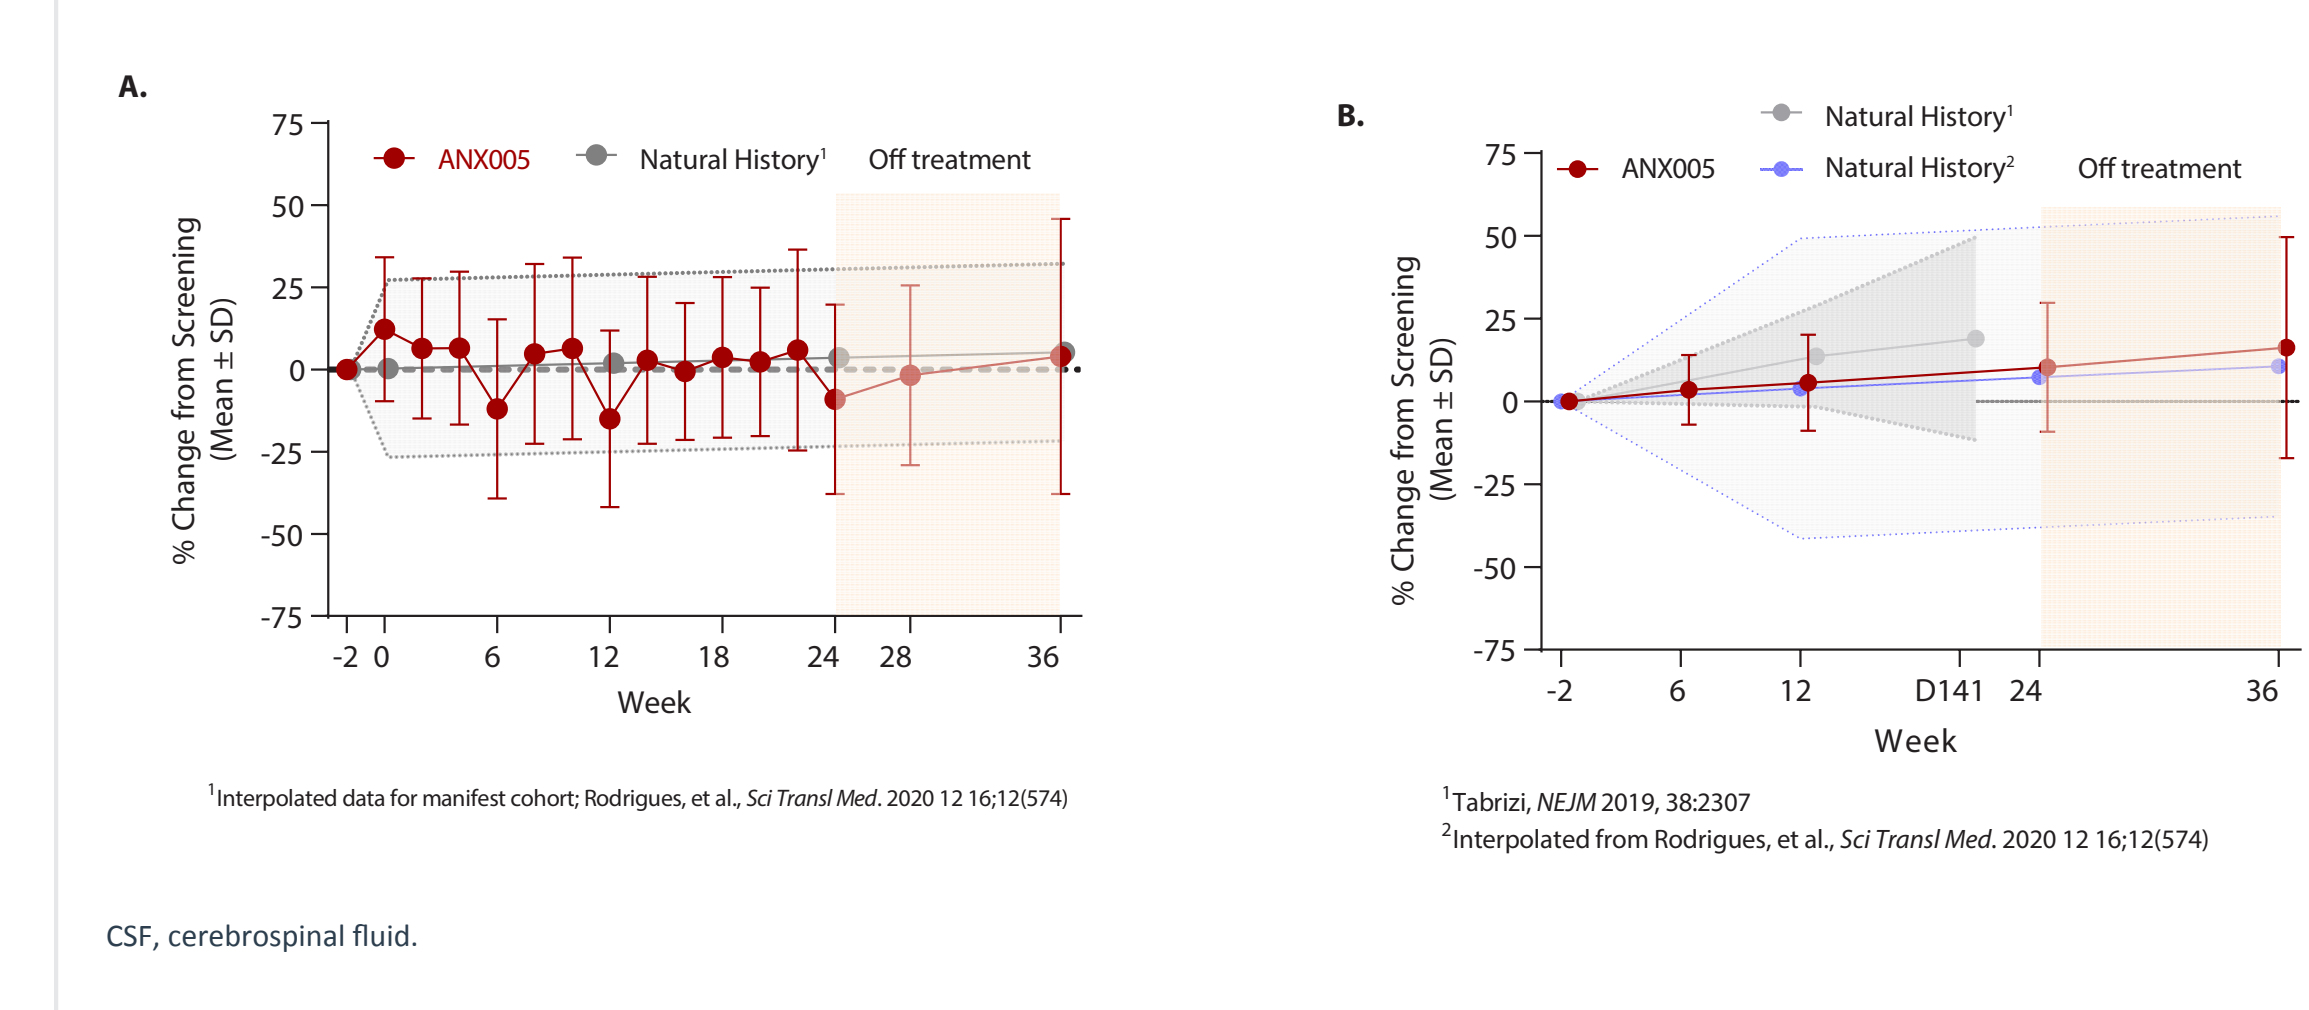 A.
75
50
25
0
-25
-50
-75
% Change from Screening
(Mean ± SD)
ANX005
Natural History¹
Off treatment
-2 0 6 12 18 24 28 36
Week
¹Interpolated data for manifest cohort; Rodrigues, et al., Sci Transl Med. 2020 12 16;12(574)
B.
Natural History¹
ANX005
Natural History²
Off treatment
75
50
25
0
-25
-50
-75
% Change from Screening
(Mean ± SD)
-2 6 12 D141 24 36
Week
¹Tabrizi, NEJM 2019, 38:2307
²Interpolated from Rodrigues, et al., Sci Transl Med. 2020 12 16;12(574)
CSF, cerebrospinal fluid.